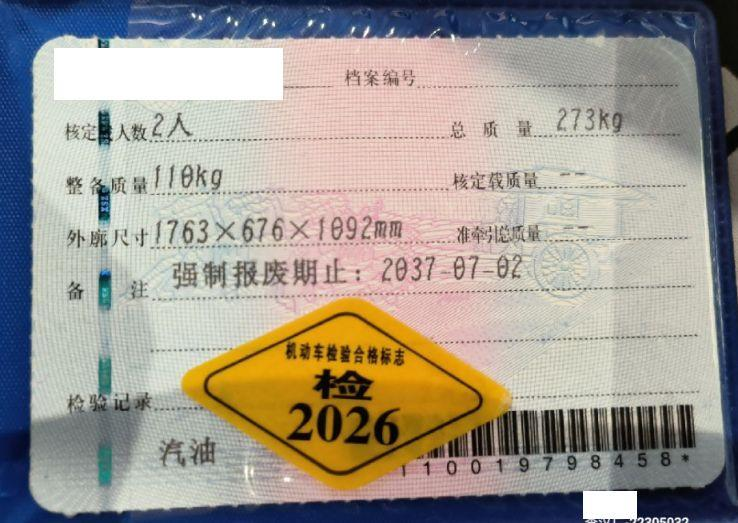 档案编号
核定 人数 2人 总质量 273kg
整备质量 110kg 核定载质量 --
外廓尺寸 1763×676×1092mm 准牵引总质量 --
备注 强制报废期止：2037-07-02
机动车检验合格标志
检
2026
检验记录
汽油
11001979845 8*
22305032